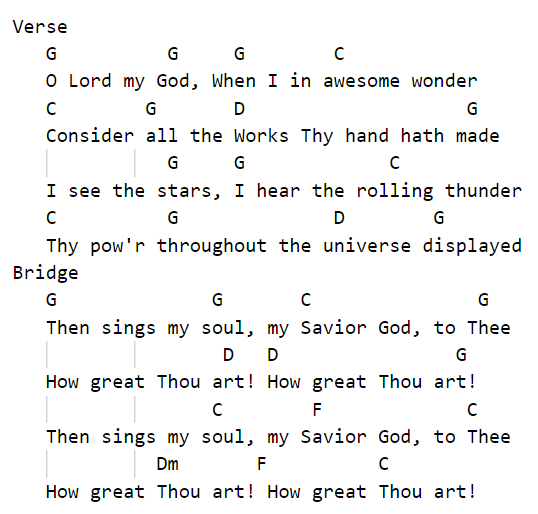 Verse
   G          G     G        C
   O Lord my God, When I in awesome wonder
   C        G       D                    G
   Consider all the Works Thy hand hath made
              G     G             C
   I see the stars, I hear the rolling thunder
   C          G              D        G
   Thy pow'r throughout the universe displayed
Bridge
   G              G       C               G
   Then sings my soul, my Savior God, to Thee
                   D   D                G
   How great Thou art! How great Thou art!
                  C        F             C
   Then sings my soul, my Savior God, to Thee
             Dm       F          C
   How great Thou art! How great Thou art!